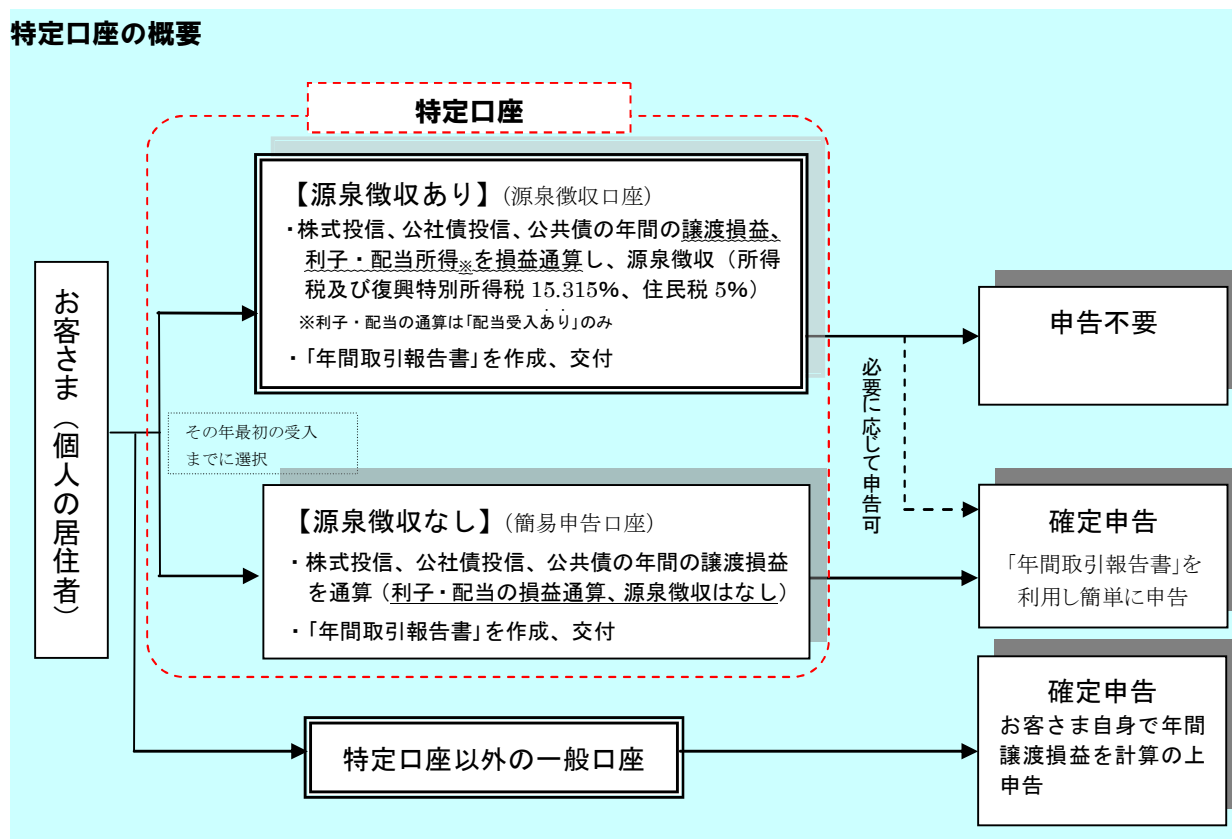 特定口座の概要
特定口座
【源泉徴収あり】(源泉徴収口座)
・株式投信、公社債投信、公共債の年間の譲渡損益、
利子・配当所得※を損益通算し、源泉徴収（所得
税及び復興特別所得税 15.315%、住民税 5%）
※利子・配当の通算は「配当受入あり」のみ
・「年間取引報告書」を作成、交付
お客さま（個人の居住者）
その年最初の受入
までに選択
【源泉徴収なし】(簡易申告口座)
・株式投信、公社債投信、公共債の年間の譲渡損益
を通算（利子・配当の損益通算、源泉徴収はなし）
・「年間取引報告書」を作成、交付
特定口座以外の一般口座
必要に応じて申告可
申告不要
確定申告
「年間取引報告書」を
利用し簡単に申告
確定申告
お客さま自身で年間
譲渡損益を計算の上
申告